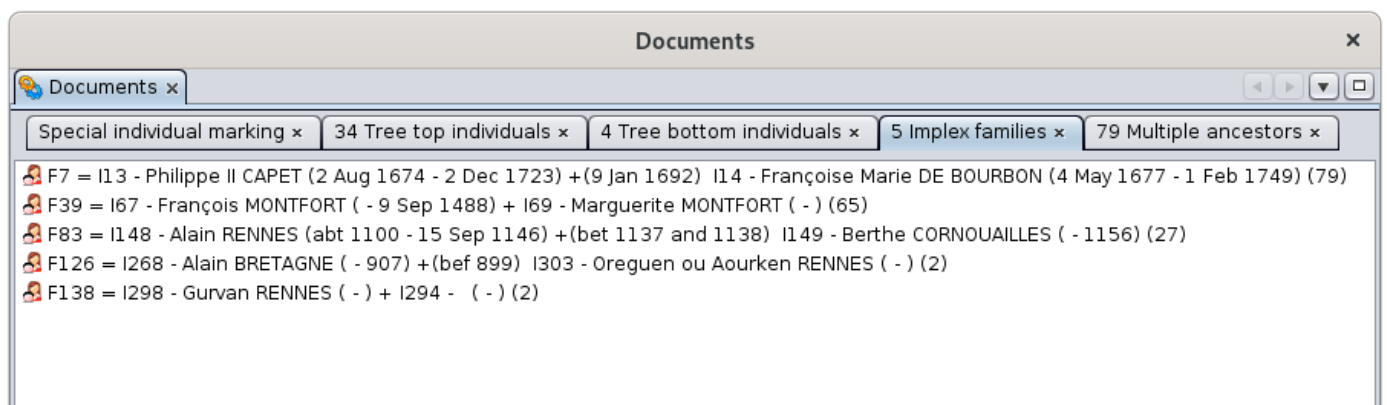 Documents
Documents
Special individual marking 34 Tree top individuals 4 Tree bottom individuals 5 Implex families 79 Multiple ancestors
F7 = I13 - Philippe II CAPET (2 Aug 1674 - 2 Dec 1723) +(9 Jan 1692)  I14 - Françoise Marie DE BOURBON (4 May 1677 - 1 Feb 1749) (79)
F39 = I67 - François MONTFORT ( - 9 Sep 1488) + I69 - Marguerite MONTFORT ( - ) (65)
F83 = I148 - Alain RENNES (abt 1100 - 15 Sep 1146) +(bet 1137 and 1138)  I149 - Berthe CORNOUAILLES ( - 1156) (27)
F126 = I268 - Alain BRETAGNE ( - 907) +(bef 899)  I303 - Oreguen ou Aourken RENNES ( - ) (2)
F138 = I298 - Gurvan RENNES ( - ) + I294 -  ( - ) (2)